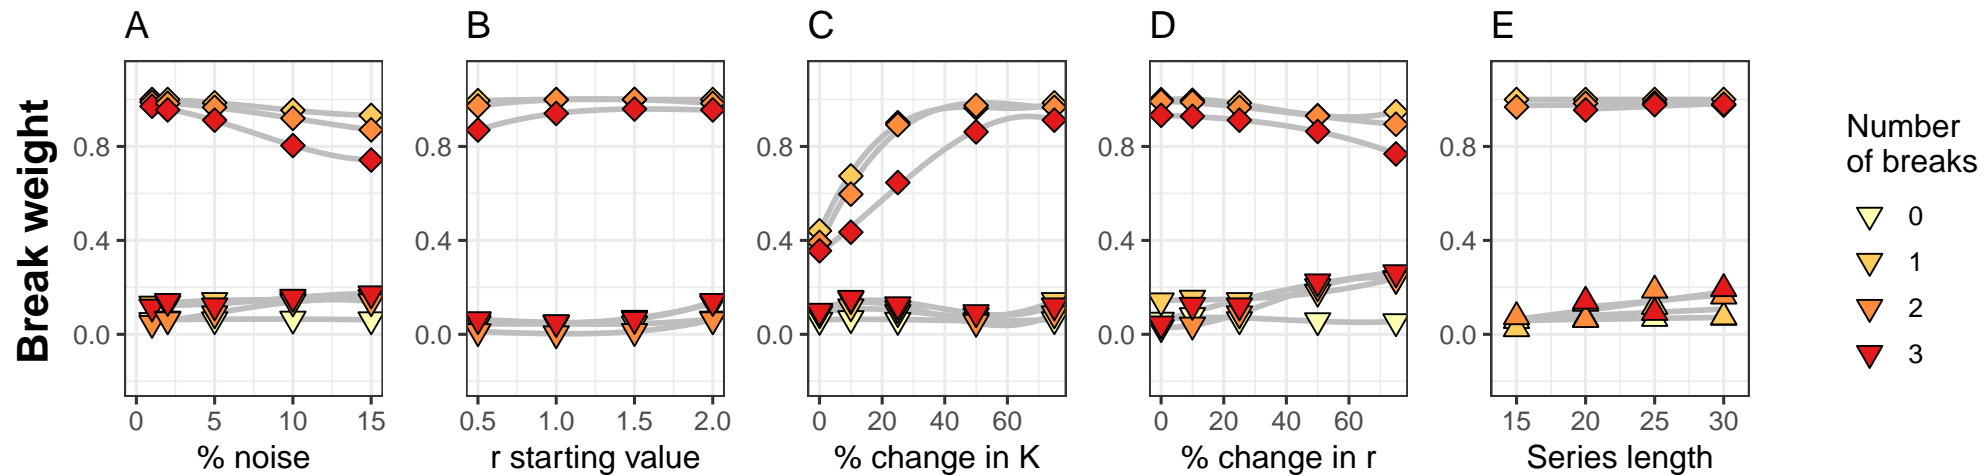 A B C D E
Break weight
0.8 0.8 0.8 0.8 0.8
0.4 0.4 0.4 0.4 0.4
0.0 0.0 0.0 0.0 0.0
0 5 10 15 0.5 1.0 1.5 2.0 0 20 40 60 0 20 40 60 15 20 25 30
% noise r starting value % change in K % change in r Series length
Number
of breaks
0
1
2
3